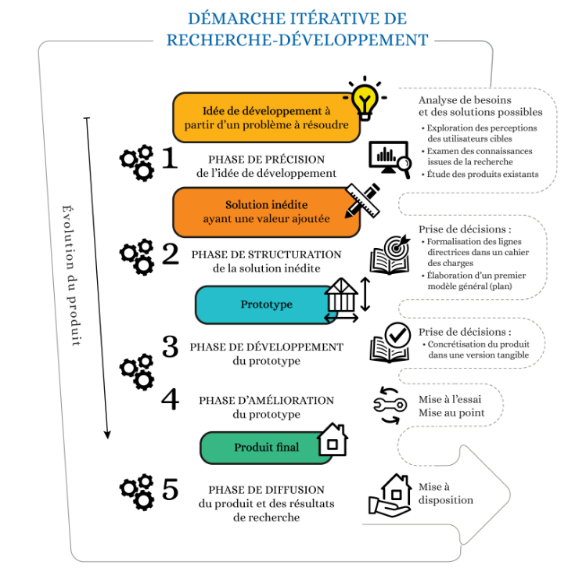 DÉMARCHE ITÉRATIVE DE
RECHERCHE-DÉVELOPPEMENT
Évolution du produit
Idée de développement à
partir d'un problème à résoudre
Analyse de besoins
et des solutions possibles
• Exploration des perceptions
des utilisateurs cibles
• Examen des connaissances
issues de la recherche
• Étude des produits existants
1 PHASE DE PRÉCISION
de l'idée de développement
Solution inédite
ayant une valeur ajoutée
2 PHASE DE STRUCTURATION
de la solution inédite
Prise de décisions :
• Formalisation des lignes
directrices dans un cahier
des charges
• Élaboration d'un premier
modèle général (plan)
Prototype
3 PHASE DE DÉVELOPPEMENT
du prototype
Prise de décisions :
• Concrétisation du produit
dans une version tangible
4 PHASE D'AMÉLIORATION
du prototype
Mise à l'essai
Mise au point
Produit final
5 PHASE DE DIFFUSION
du produit et des résultats
de recherche
Mise à
disposition